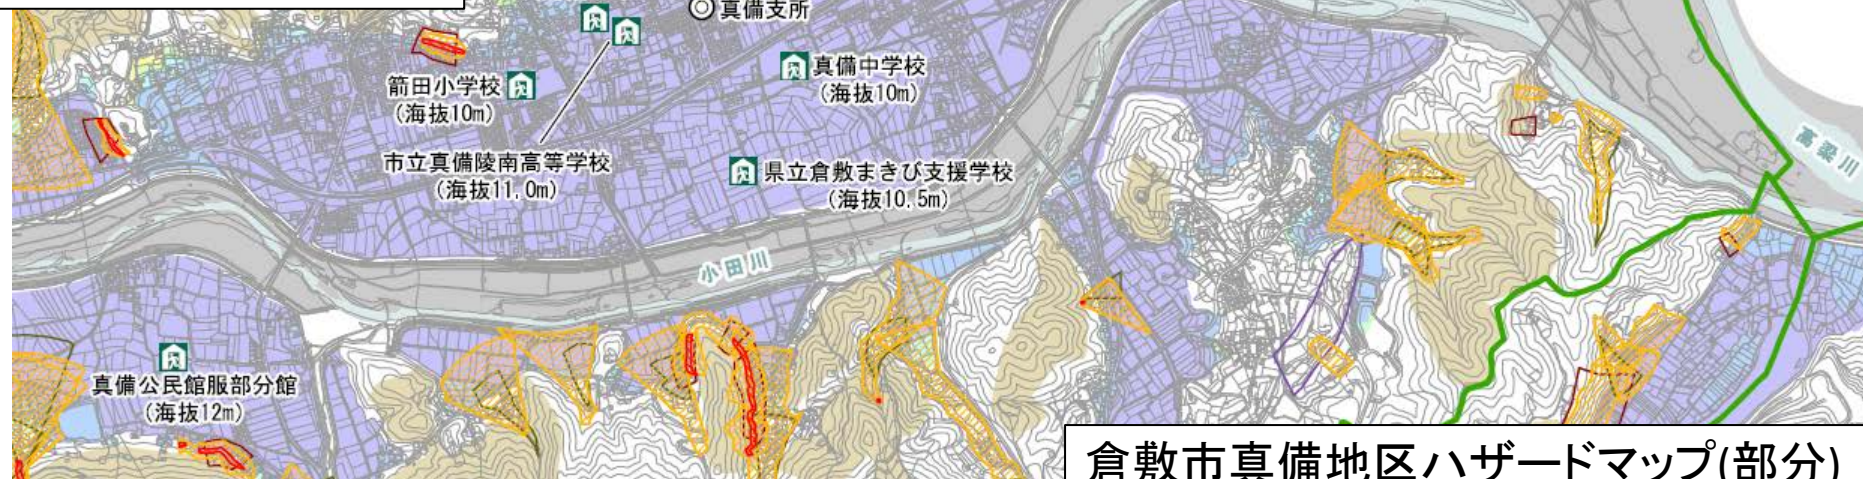 真備支所
箭田小学校
(海抜10m)
真備中学校
(海抜10m)
市立真備陵南高等学校
(海抜11.0m)
県立倉敷まきび支援学校
(海抜10.5m)
高梁川
小田川
真備公民館服部分館
(海抜12m)
倉敷市真備地区ハザードマップ(部分)